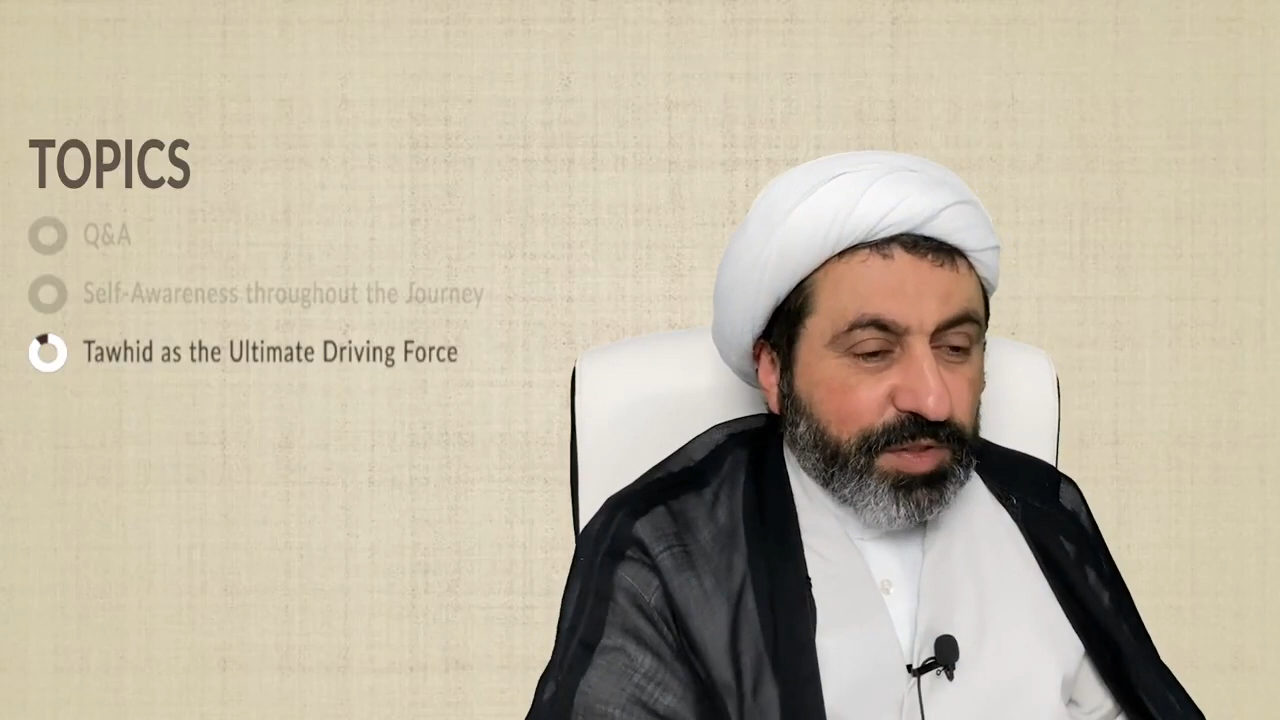 TOPICS
Q&A
Self-Awareness throughout the Journey
Tawhid as the Ultimate Driving Force